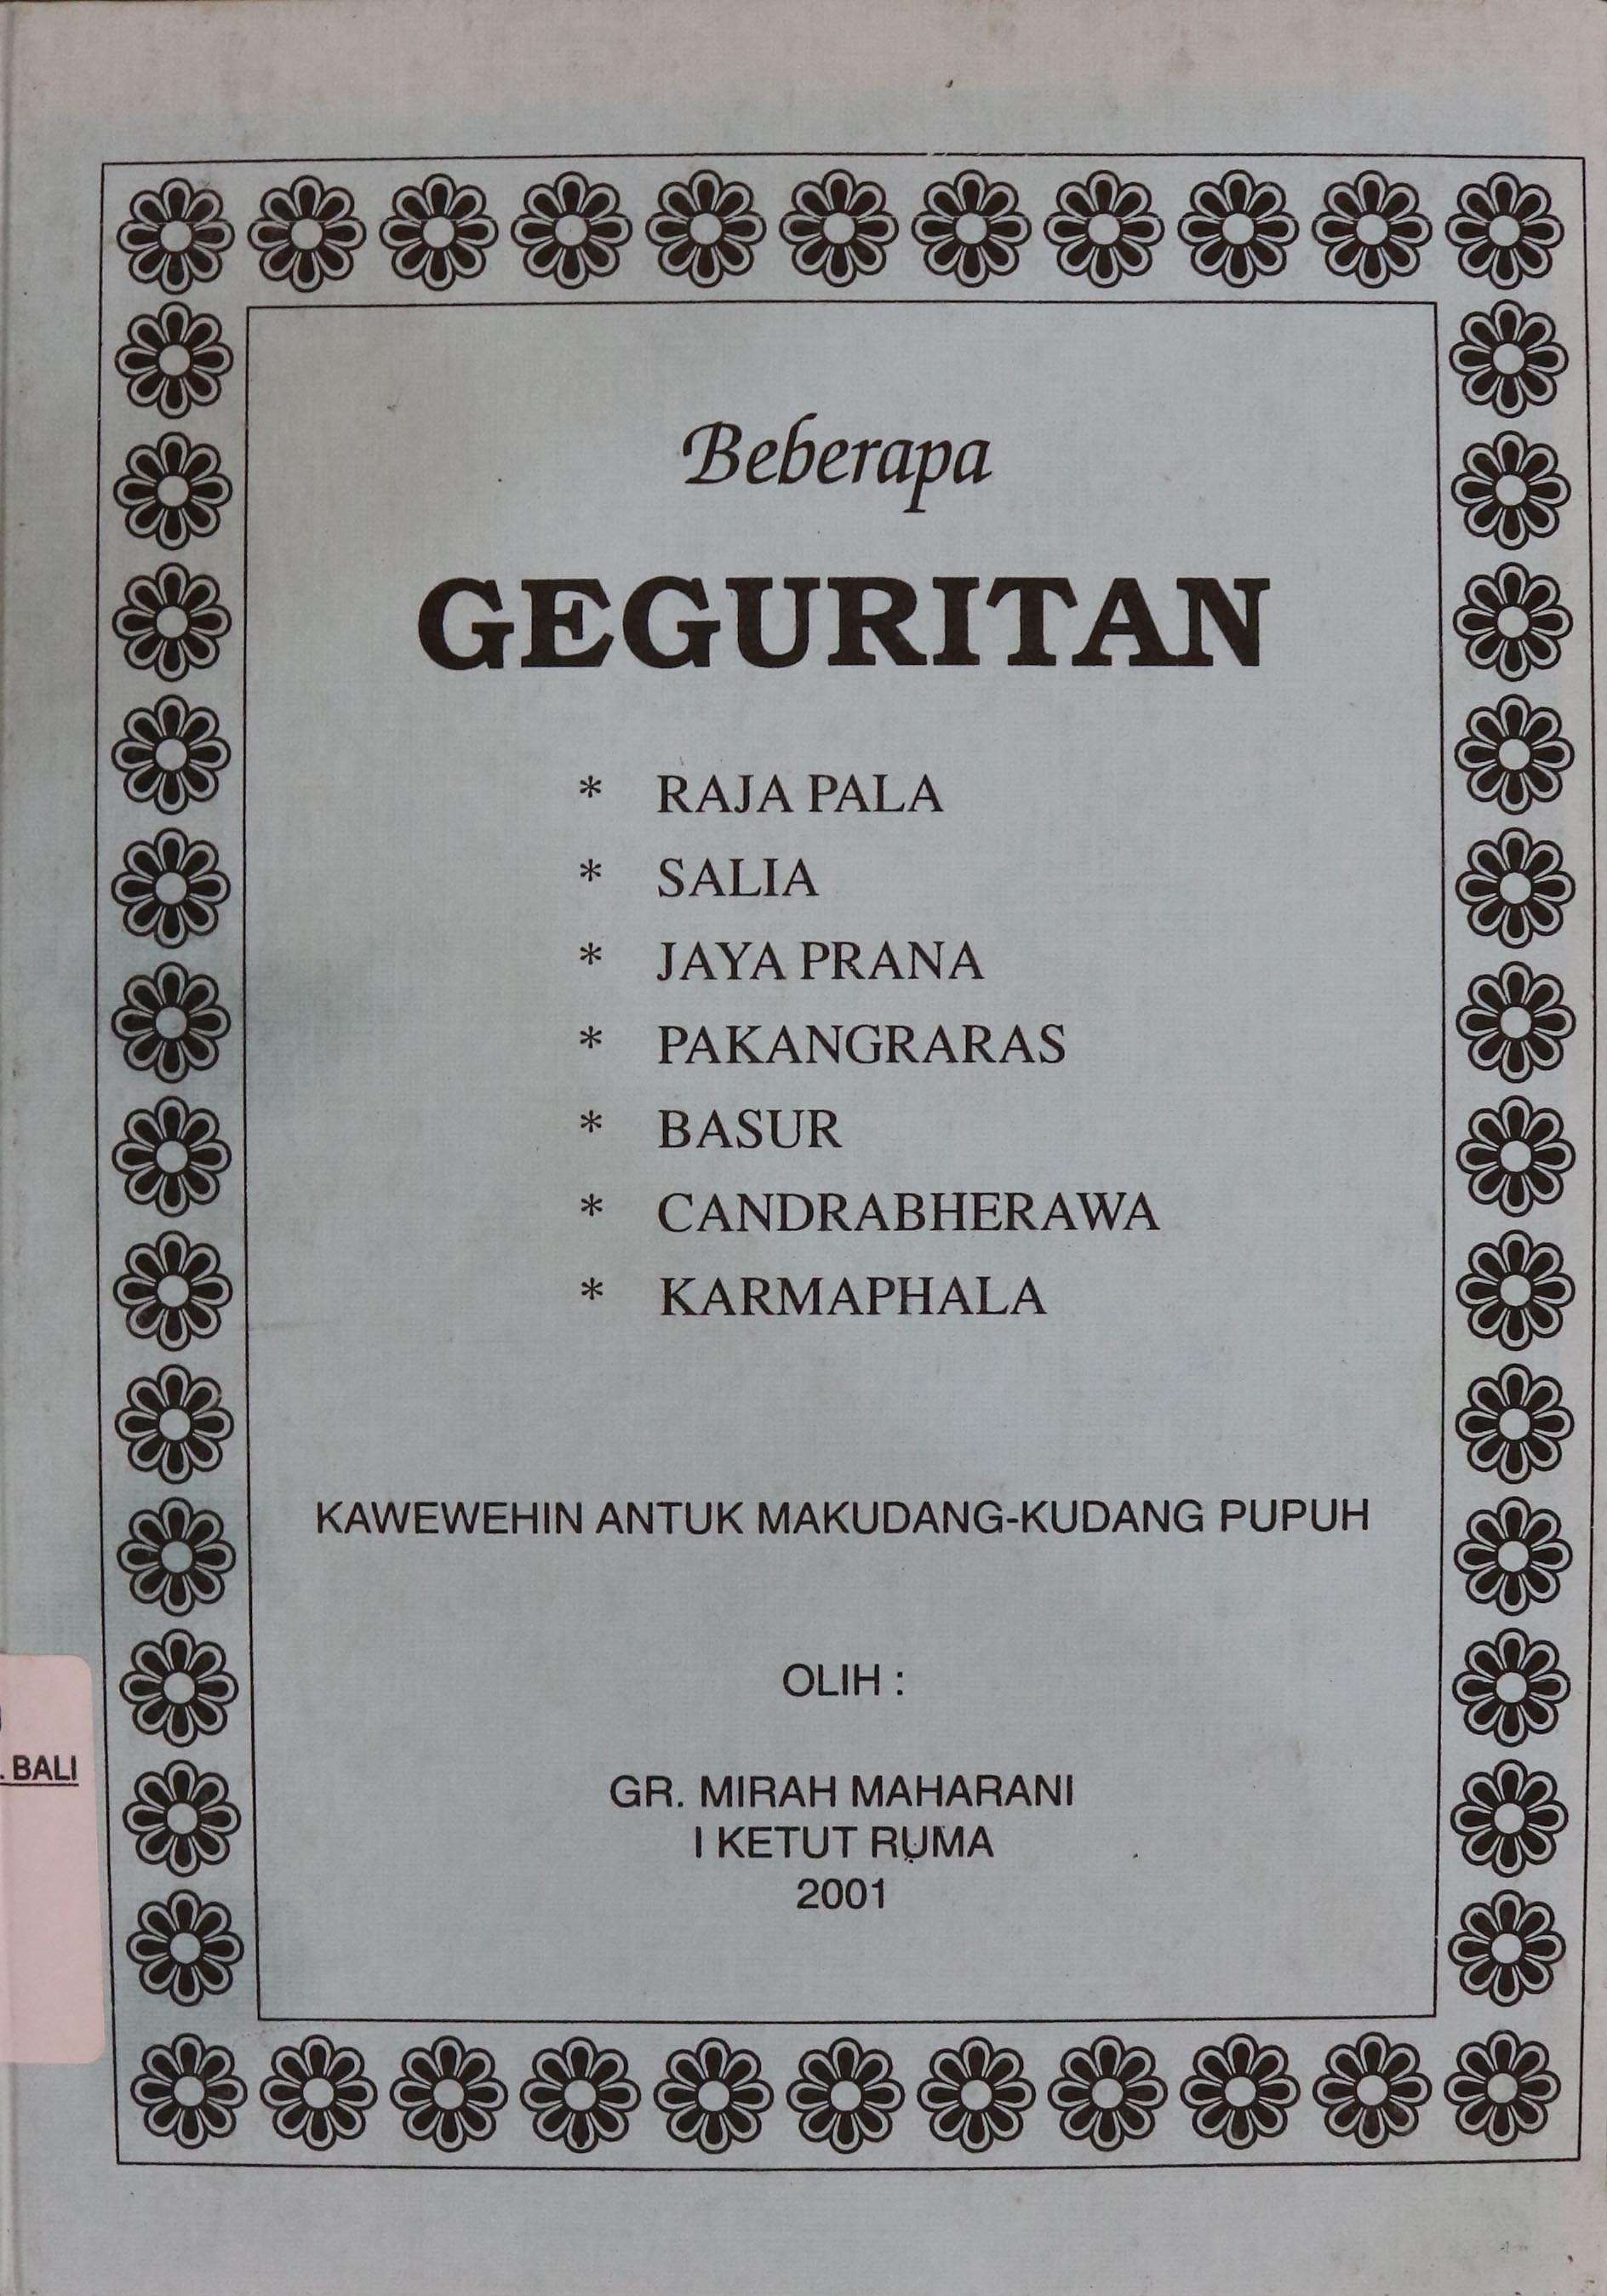 Beberapa
GEGURITAN
* RAJA PALA
* SALIA
* JAYA PRANA
* PAKANGRARAS
* BASUR
* CANDRABHERAWA
* KARMAPHALA
KAWEWEHIN ANTUK MAKUDANG-KUDANG PUPUH
OLIH :
GR. MIRAH MAHARANI
I KETUT RUMA
2001
. BALI